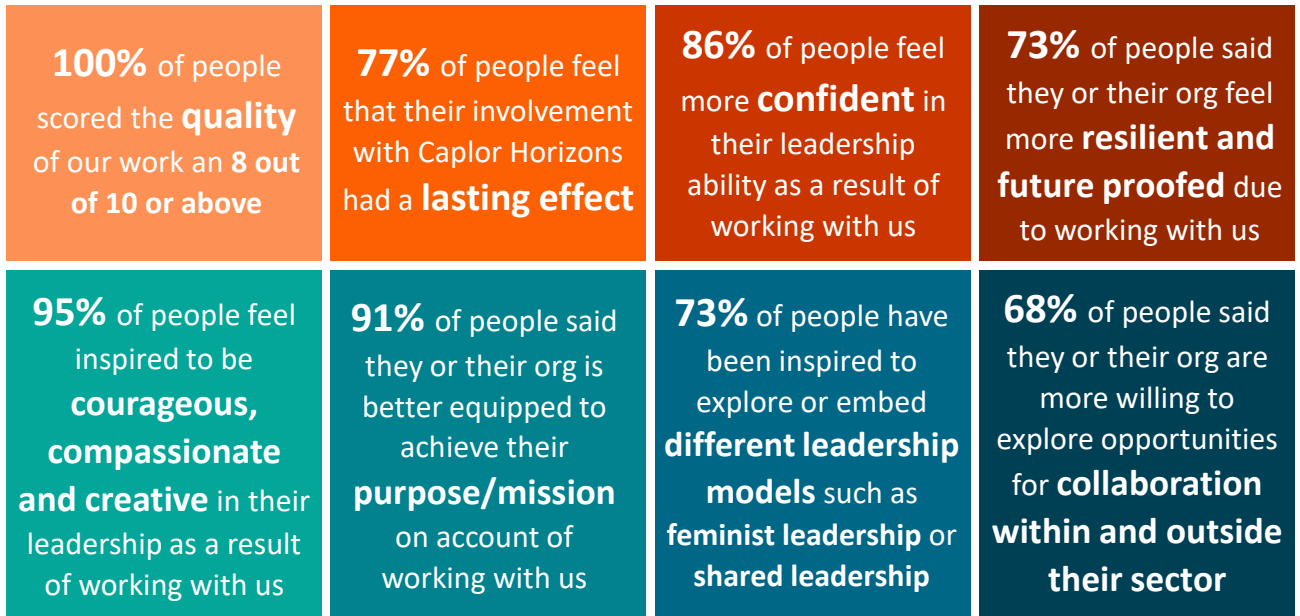 100% of people
scored the quality
of our work an 8 out
of 10 or above
77% of people feel
that their involvement
with Caplor Horizons
had a lasting effect
86% of people feel
more confident in
their leadership
ability as a result of
working with us
73% of people said
they or their org feel
more resilient and
future proofed due
to working with us
95% of people feel
inspired to be
courageous,
compassionate
and creative in their
leadership as a result
of working with us
91% of people said
they or their org is
better equipped to
achieve their
purpose/mission
on account of
working with us
73% of people have
been inspired to
explore or embed
different leadership
models such as
feminist leadership or
shared leadership
68% of people said
they or their org are
more willing to
explore opportunities
for collaboration
within and outside
their sector